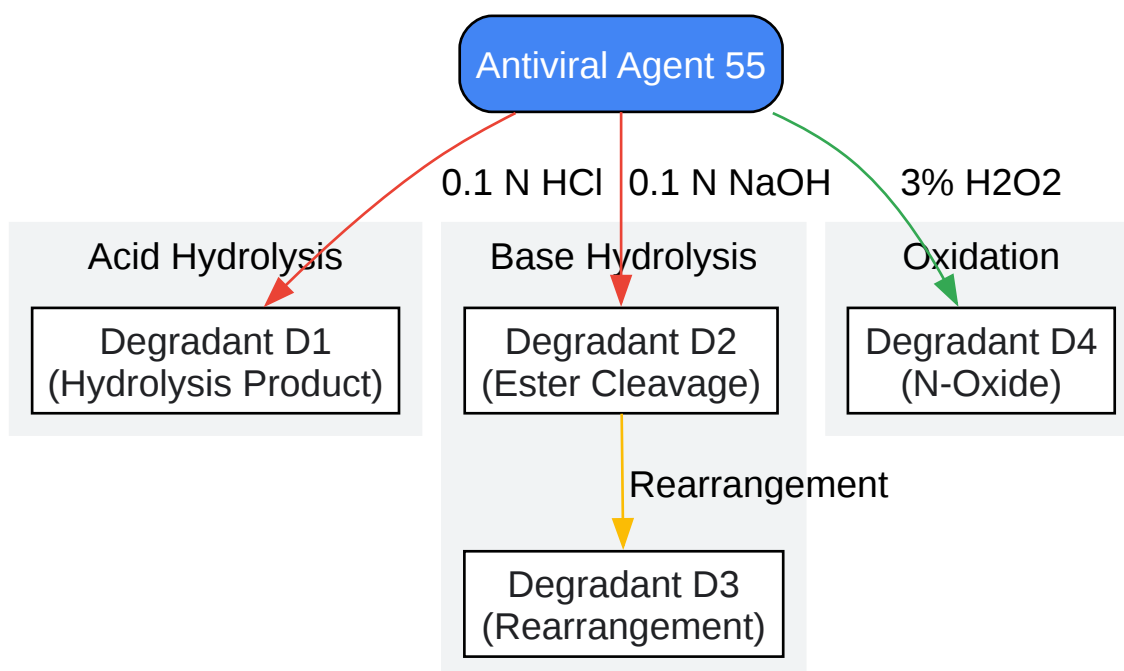 Antiviral Agent 55
0.1 N HCl
0.1 N NaOH
3% H2O2
Acid Hydrolysis
Base Hydrolysis
Oxidation
Degradant D1
(Hydrolysis Product)
Degradant D2
(Ester Cleavage)
Degradant D4
(N-Oxide)
Rearrangement
Degradant D3
(Rearrangement)